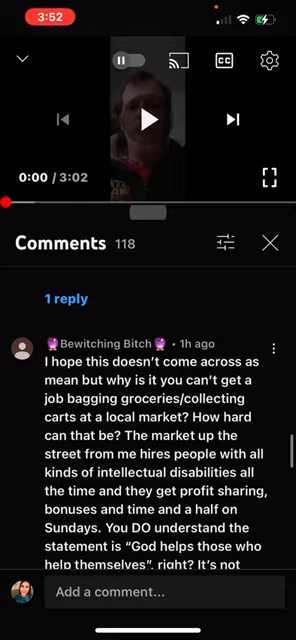 3:52
CC
0:00 / 3:02
Comments 118
1 reply
🔮Bewitching Bitch🔮 • 1h ago
I hope this doesn't come across as
mean but why is it you can't get a
job bagging groceries/collecting
carts at a local market? How hard
can that be? The market up the
street from me hires people with all
kinds of intellectual disabilities all
the time and they get profit sharing,
bonuses and time and a half on
Sundays. You DO understand the
statement is “God helps those who
help themselves”, right? It's not
Add a comment...